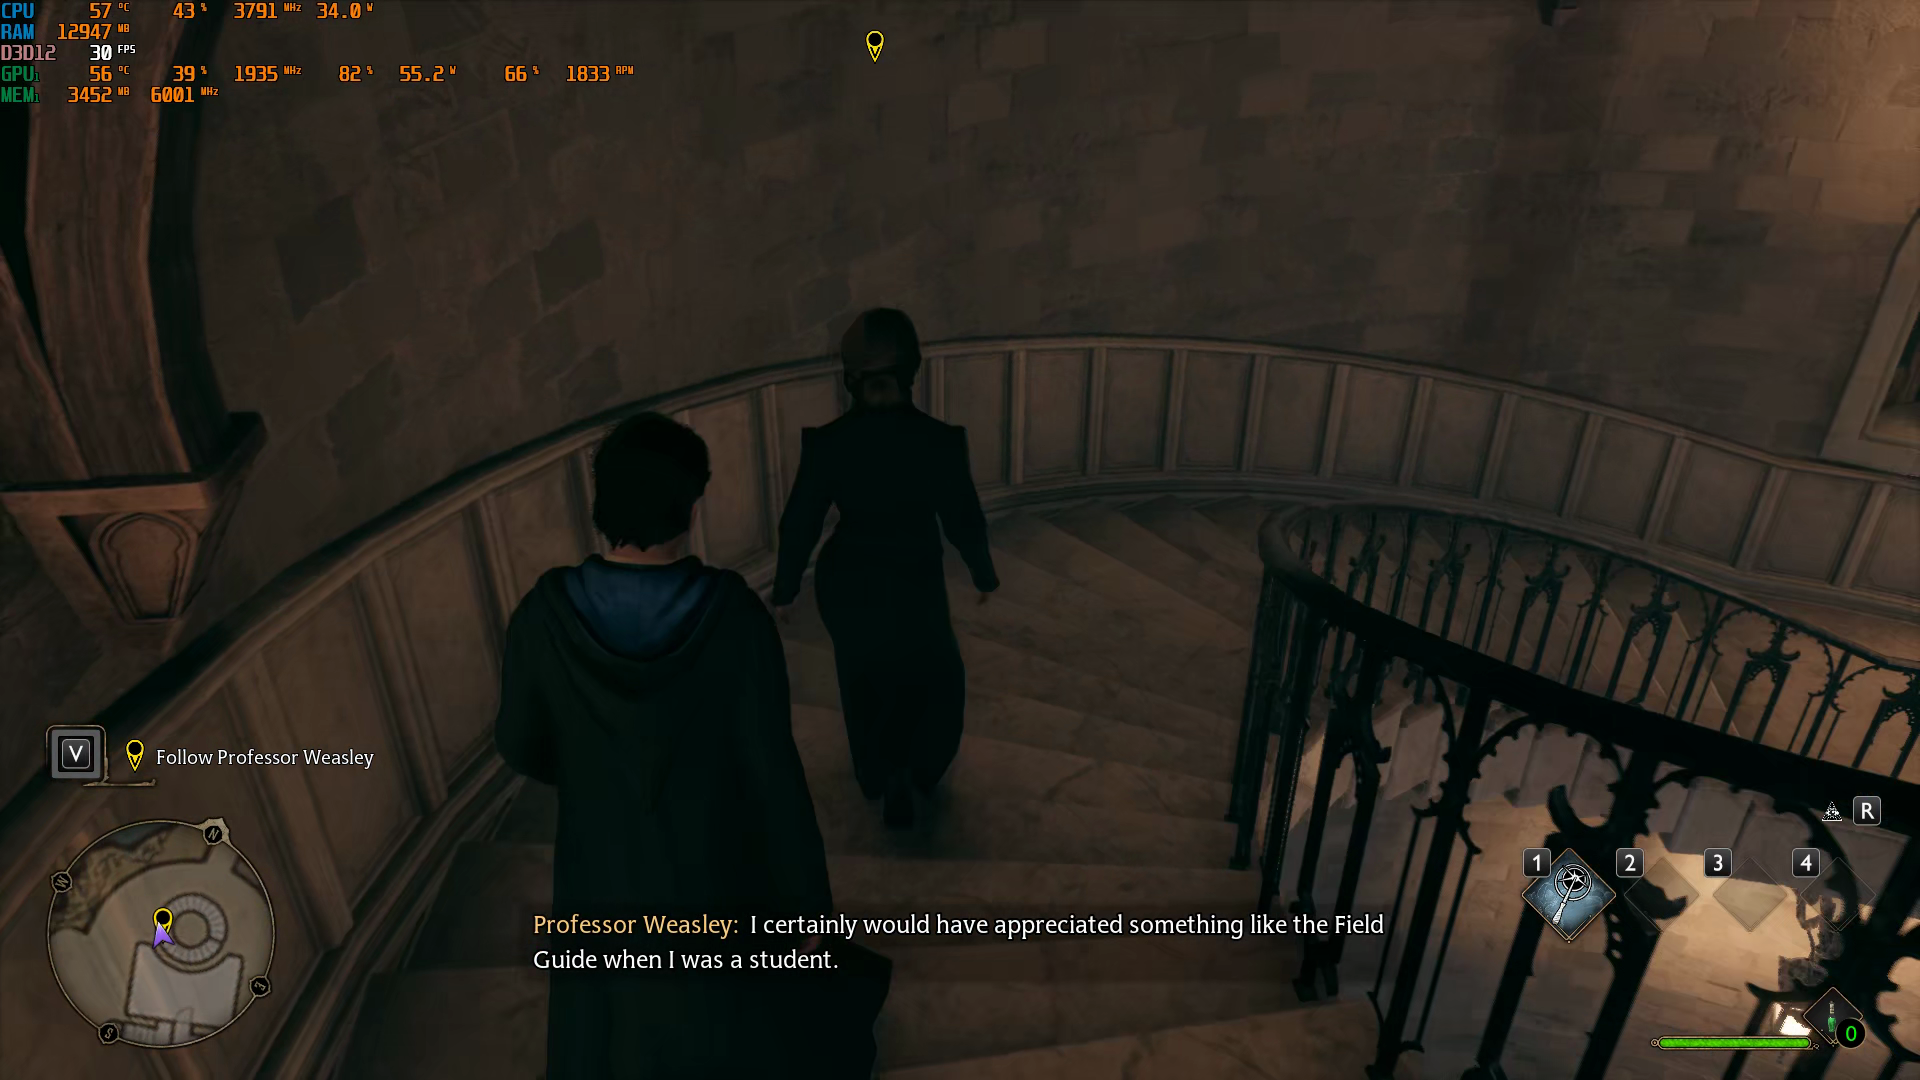 CPU 57 °C 43 % 3791 MHz 34.0 W
RAM 12947 MB
D3D12 30 FPS
GPU1 56 °C 39 % 1935 MHz 82 % 55.2 W 66 % 1833 RPM
MEM1 3452 MB 6001 MHz
V Follow Professor Weasley
N
W
E
S
R
1 2 3 4
Professor Weasley: I certainly would have appreciated something like the Field
Guide when I was a student.
0